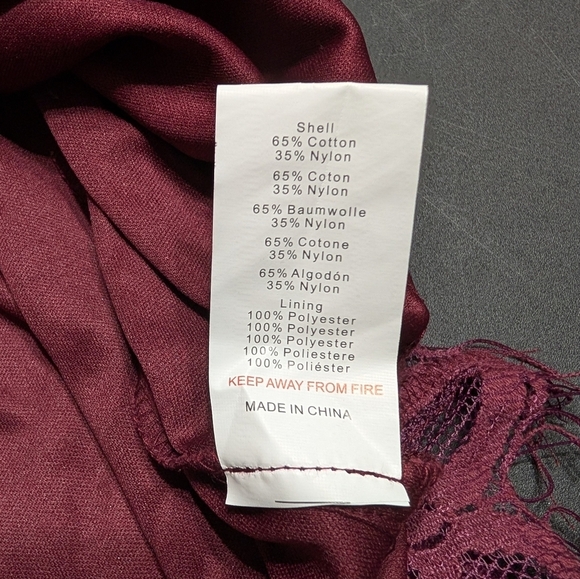 Shell
65% Cotton
35% Nylon
65% Coton
35% Nylon
65% Baumwolle
35% Nylon
65% Cotone
35% Nylon
65% Algodón
35% Nylon
Lining
100% Polyester
100% Polyester
100% Polyester
100% Poliestere
100% Poliéster
KEEP AWAY FROM FIRE
MADE IN CHINA